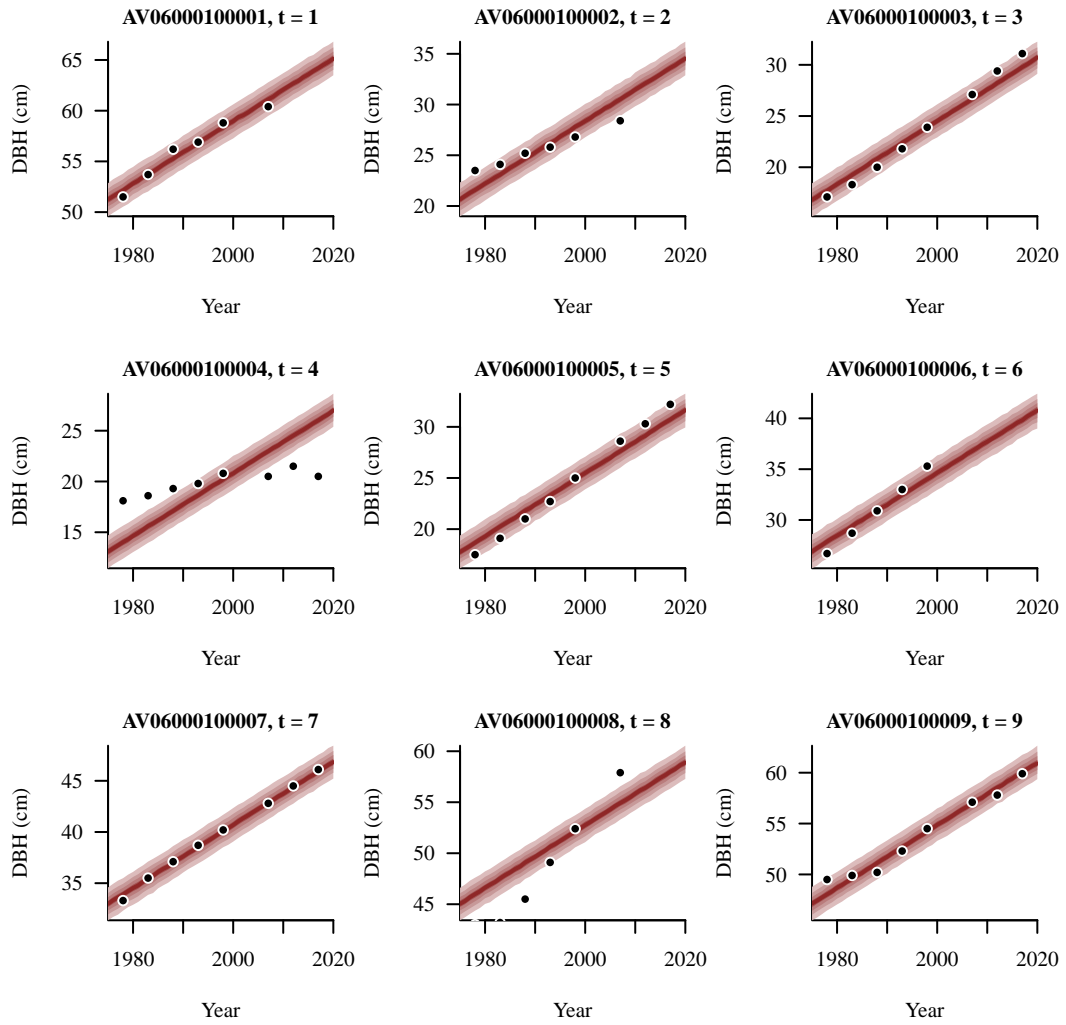 AV06000100001, t = 1
DBH (cm)
65
60
55
50
1980
2000
2020
Year
AV06000100002, t = 2
DBH (cm)
35
30
25
20
1980
2000
2020
Year
AV06000100003, t = 3
DBH (cm)
30
20
1980
2000
2020
Year
AV06000100004, t = 4
DBH (cm)
25
20
15
1980
2000
2020
Year
AV06000100005, t = 5
DBH (cm)
30
25
20
1980
2000
2020
Year
AV06000100006, t = 6
DBH (cm)
40
35
30
1980
2000
2020
Year
AV06000100007, t = 7
DBH (cm)
45
40
35
1980
2000
2020
Year
AV06000100008, t = 8
DBH (cm)
60
55
50
45
1980
2000
2020
Year
AV06000100009, t = 9
DBH (cm)
60
55
50
1980
2000
2020
Year